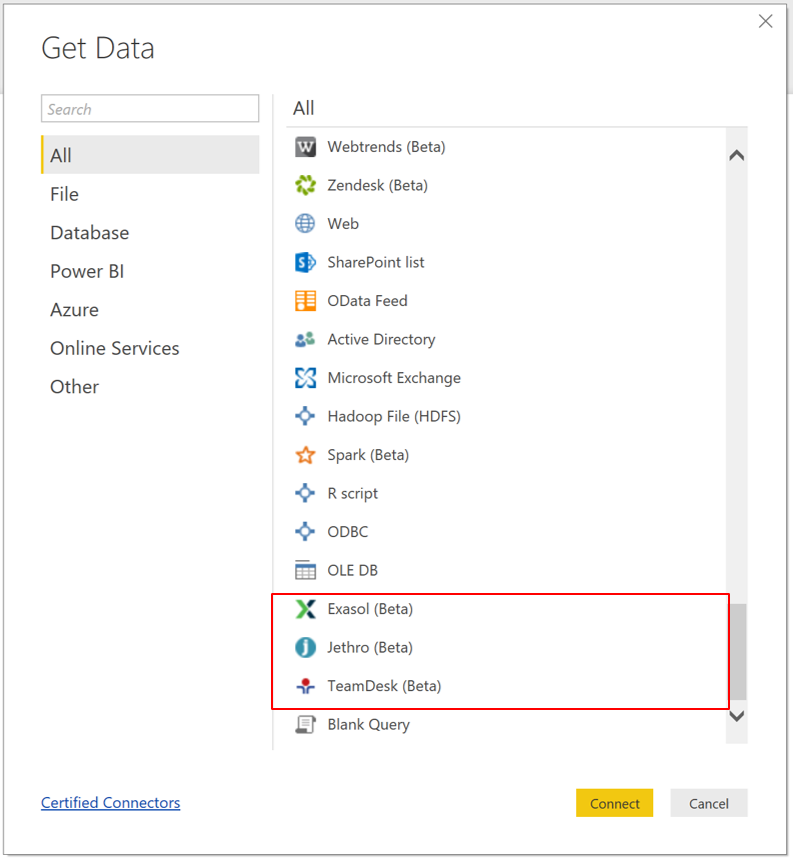 Get Data
Search
All
File
Database
Power BI
Azure
Online Services
Other
All
Webtrends (Beta)
Zendesk (Beta)
Web
SharePoint list
OData Feed
Active Directory
Microsoft Exchange
Hadoop File (HDFS)
Spark (Beta)
R script
ODBC
OLE DB
Exasol (Beta)
Jethro (Beta)
TeamDesk (Beta)
Blank Query
Certified Connectors
Connect
Cancel